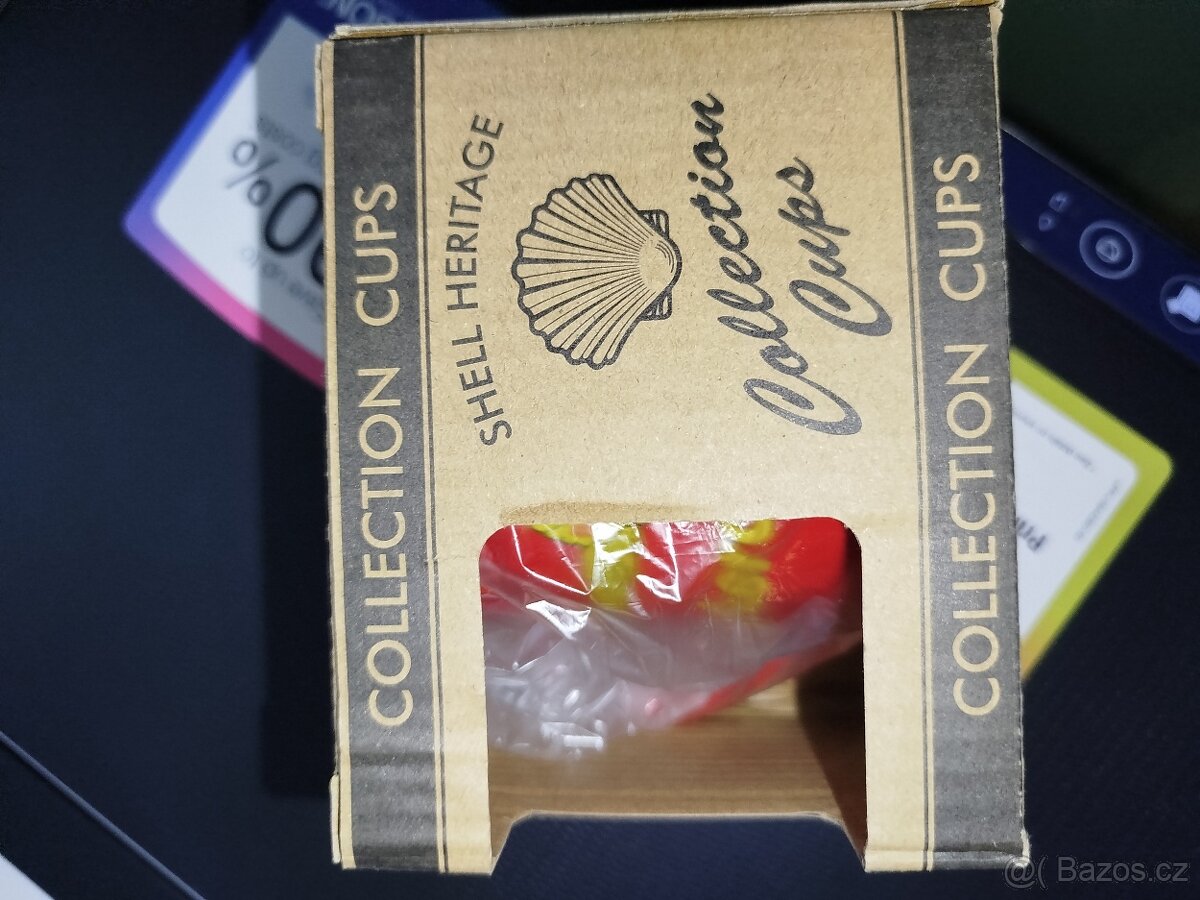 COLLECTION CUPS
SHELL HERITAGE
Collection
Cups
COLLECTION CUPS
%
@( Bazos.cz